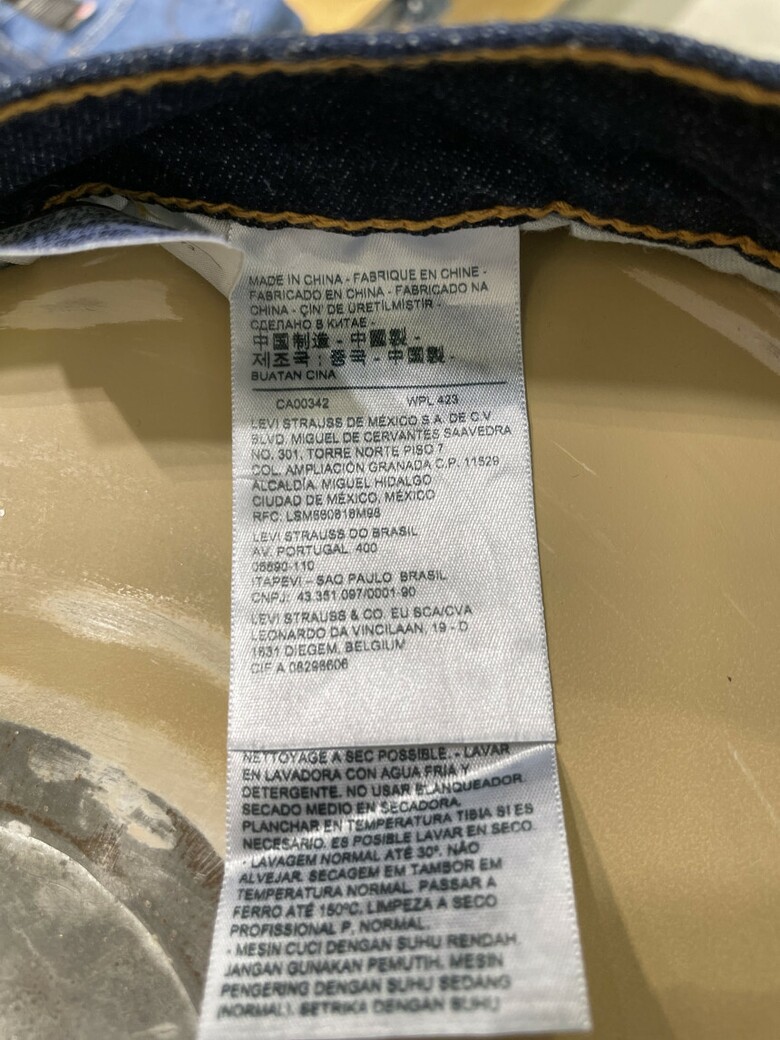 MADE IN CHINA - FABRIQUE EN CHINE -
FABRICADO EN CHINA - FABRICADO NA
CHINA - ÇIN' DE ÜRETİLMİŞTİR -
СДЕЛАНО В КИТАЕ -
中国制造 - 中國製 -
제조국 : 중국 - 中國製 -
BUATAN CINA
CA00342 WPL 423
LEVI STRAUSS DE MÉXICO S.A. DE C.V
BLVD. MIGUEL DE CERVANTES SAAVEDRA
NO. 301, TORRE NORTE PISO 7
COL. AMPLIACIÓN GRANADA C.P. 11529
ALCALDÍA. MIGUEL HIDALGO
CIUDAD DE MÉXICO, MÉXICO
RFC: LSM
LEVI STRAUSS DO BRASIL
AV. PORTUGAL, 400
06690-110
ITAPEVI – SAO PAULO BRASIL
CNPJ: 43.351.097/0001-90
LEVI STRAUSS & CO. EU SCA/CVA
LEONARDO DA VINCILAAN, 19 - D
1831 DIEGEM, BELGIUM
CIF A 08298606
NETTOYAGE A SEC POSSIBLE. - LAVAR
EN LAVADORA CON AGUA FRIA Y
DETERGENTE. NO USAR BLANQUEADOR.
SECADO MEDIO EN SECADORA.
PLANCHAR EN TEMPERATURA TIBIA SI ES
NECESARIO. ES POSIBLE LAVAR EN SECO.
- LAVAGEM NORMAL ATÉ 30º. NÃO
ALVEJAR. SECAGEM EM TAMBOR EM
TEMPERATURA NORMAL. PASSAR A
FERRO ATÉ 150ºC. LIMPEZA A SECO
PROFISSIONAL P, NORMAL.
- MESIN CUCI DENGAN SUHU RENDAH.
JANGAN GUNAKAN PEMUTIH. MESIN
PENGERING DENGAN SUHU SEDANG
(NORMAL). SETRIKA DENGAN SUHU